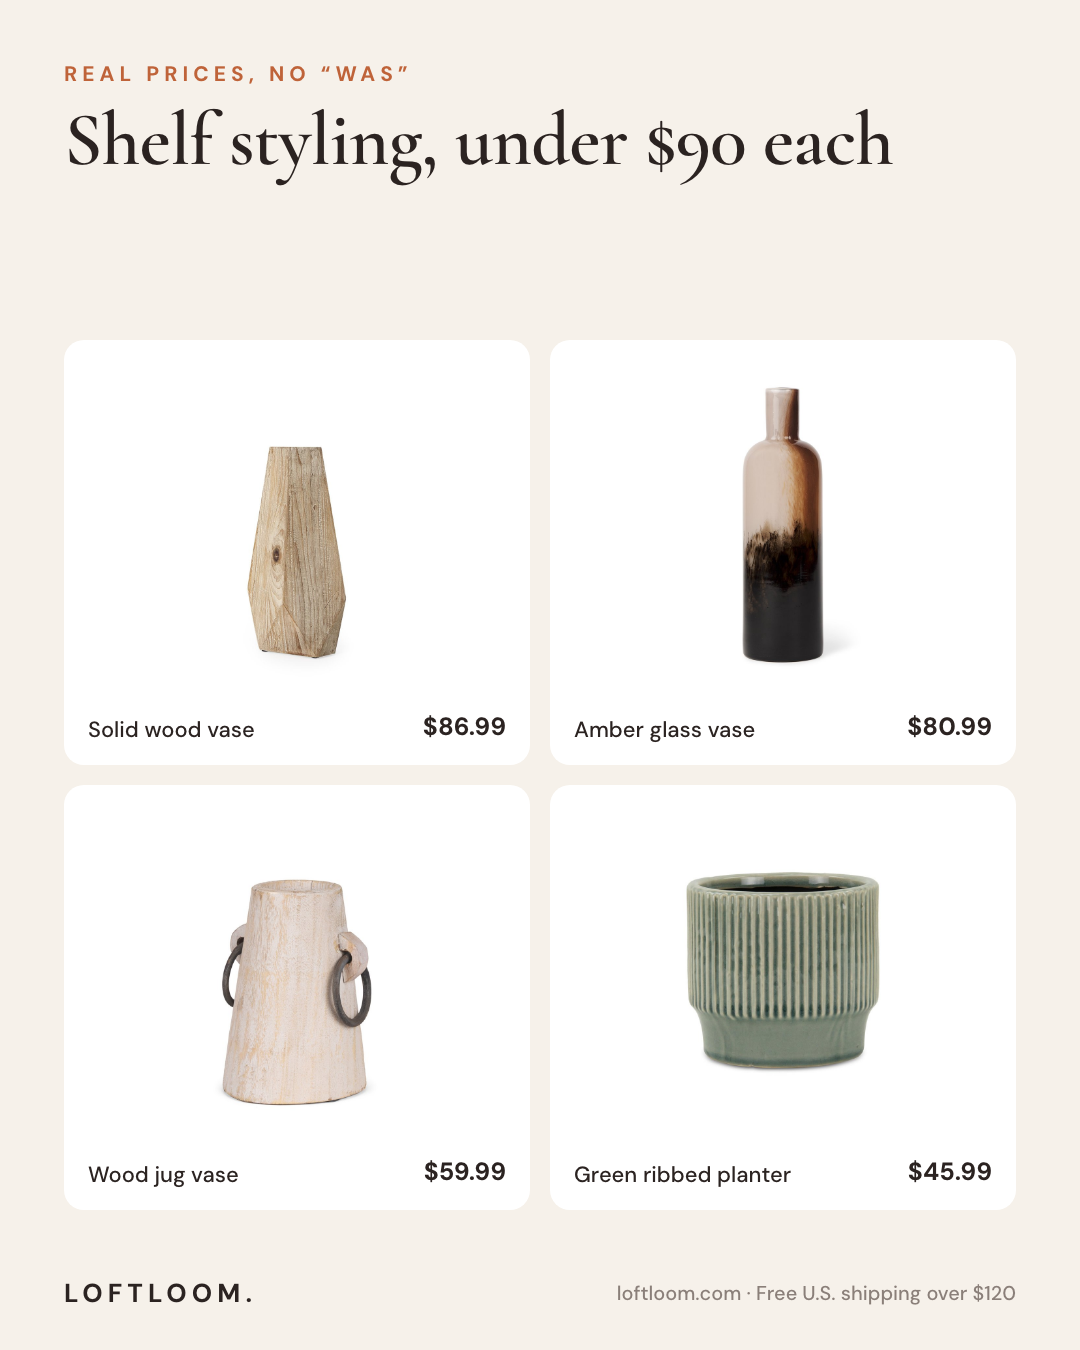 REAL PRICES, NO “WAS”
Shelf styling, under $90 each
Solid wood vase $86.99
Amber glass vase $80.99
Wood jug vase $59.99
Green ribbed planter $45.99
LOFTLOOM.
loftloom.com · Free U.S. shipping over $120